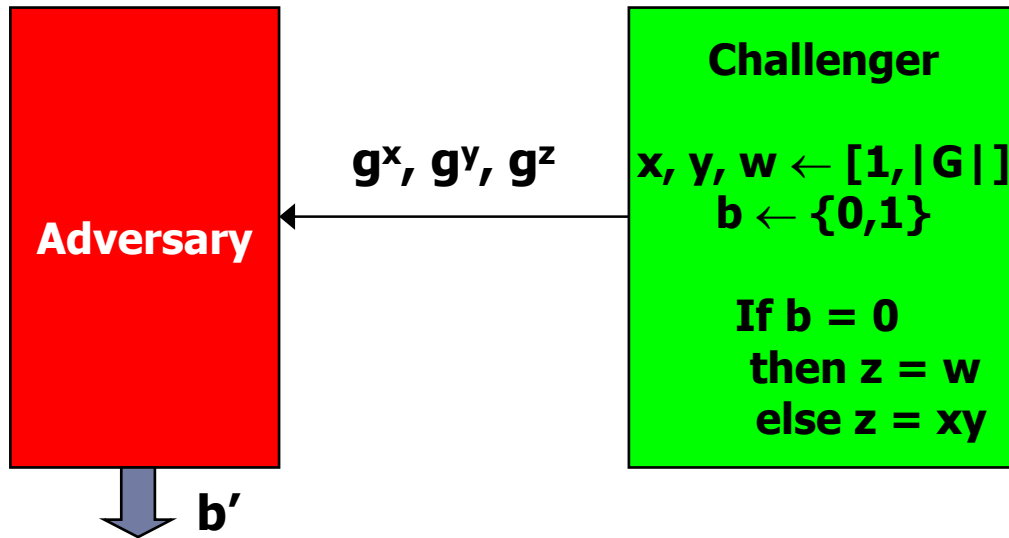 Challenger
gˣ, gʸ, gᶻ
x, y, w ← [1,|G|]
b ← {0,1}
Adversary
If b = 0
then z = w
else z = xy
b′